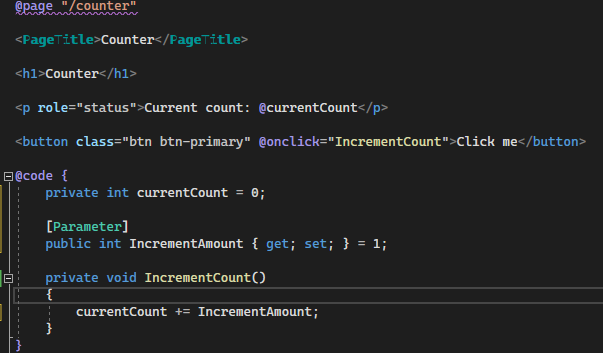 @page "/counter"
<PageTitle>Counter</PageTitle>
<h1>Counter</h1>
<p role="status">Current count: @currentCount</p>
<button class="btn btn-primary" @onclick="IncrementCount">Click me</button>
@code {
    private int currentCount = 0;
    [Parameter]
    public int IncrementAmount { get; set; } = 1;
    private void IncrementCount()
    {
        currentCount += IncrementAmount;
    }
}